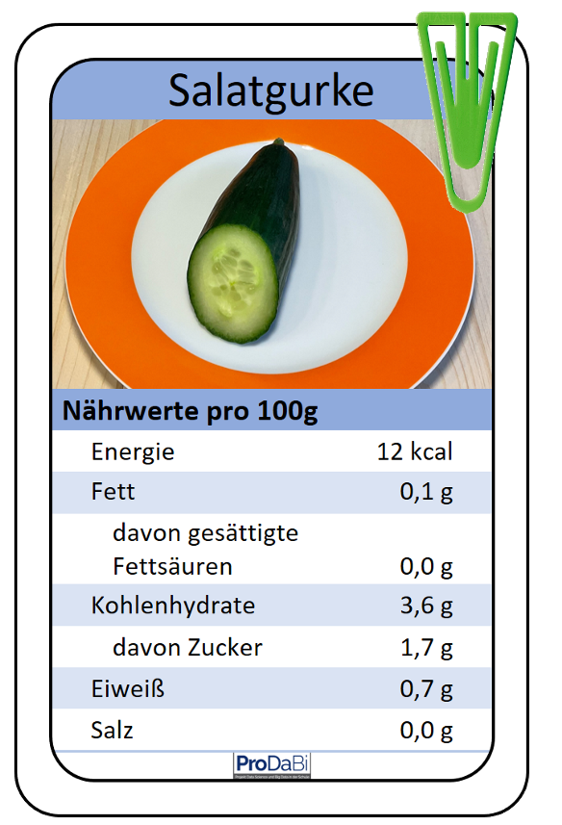 Salatgurke
Nährwerte pro 100g
Energie 12 kcal
Fett 0,1 g
davon gesättigte
Fettsäuren 0,0 g
Kohlenhydrate 3,6 g
davon Zucker 1,7 g
Eiweiß 0,7 g
Salz 0,0 g
ProDaBi